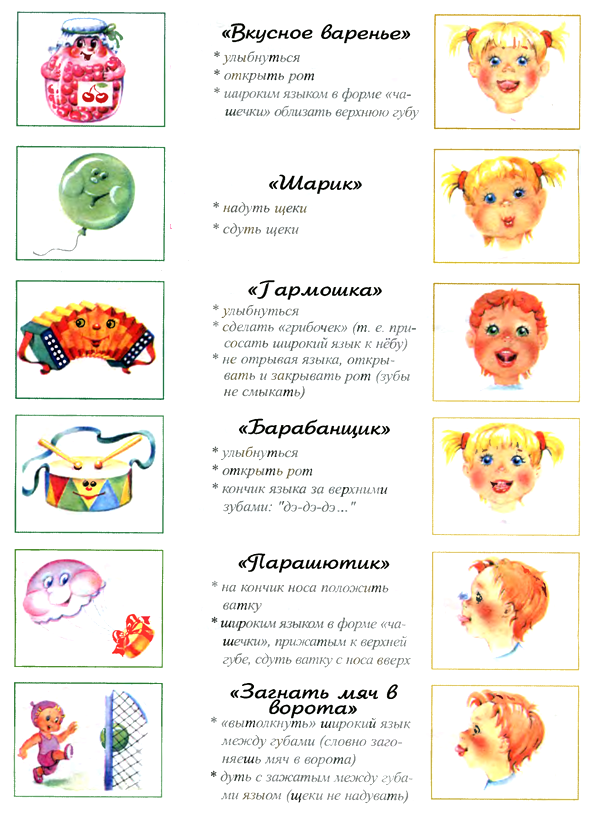 «Вкусное варенье»
* улыбнуться
* открыть рот
* широким языком в форме «ча-
шечки» облизать верхнюю губу
«Шарик»
* надуть щеки
* сдуть щеки
«Гармошка»
* улыбнуться
* сделать «грибочек» (т. е. при-
сосать широкий язык к нёбу)
* не отрывая языка, откры-
вать и закрывать рот (зубы
не смыкать)
«Барабанщик»
* улыбнуться
* открыть рот
* кончик языка за верхними
зубами: "дэ-дэ-дэ..."
«Парашютик»
* на кончик носа положить
ватку
* широким языком в форме «ча-
шечки», прижатым к верхней
губе, сдуть ватку с носа вверх
«Загнать мяч в
ворота»
* «вытолкнуть» широкий язык
между губами (словно заго-
няешь мяч в ворота)
* дуть с зажатым между губа-
ми языом (щеки не надувать)